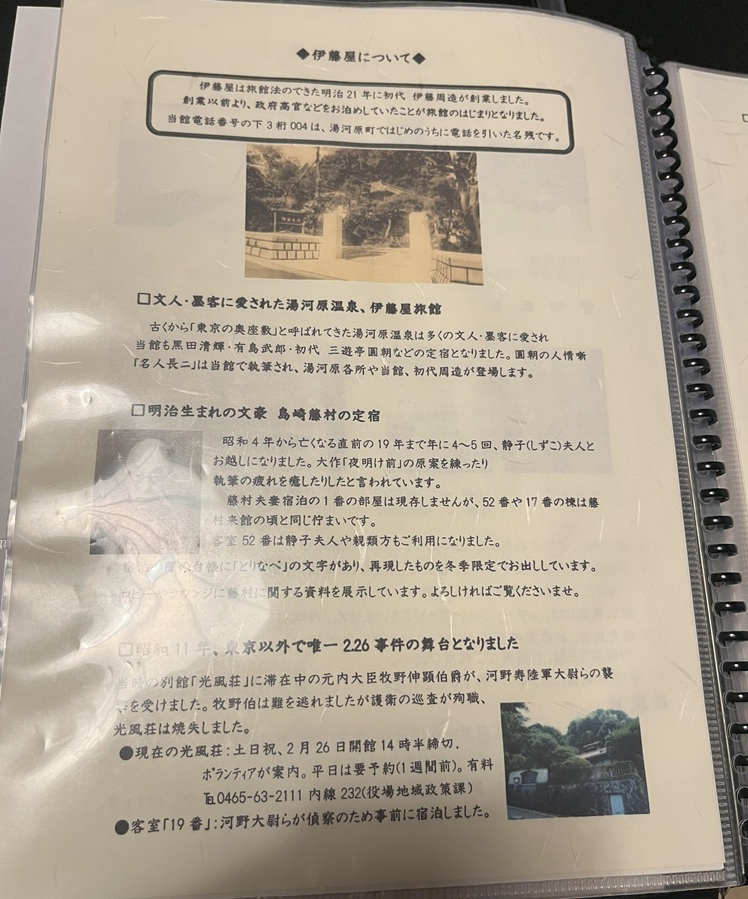 ◆伊藤屋について◆
伊藤屋は旅館法のできた明治21年に初代 伊藤周造が創業しました。
創業以前より、政府高官などをお泊めしていたことが旅館のはじまりとなりました。
当館電話番号の下3桁004は、湯河原町ではじめのうちに電話を引いた名残です。
□文人・墨客に愛された湯河原温泉、伊藤屋旅館
古くから「東京の奥座敷」と呼ばれてきた湯河原温泉は多くの文人・墨客に愛され
当館も黒田清輝・有島武郎・初代 三遊亭圓朝などの定宿となりました。圓朝の人情噺
「名人長二」は当館で執筆され、湯河原各所や当館、初代周造が登場します。
□明治生まれの文豪 島崎藤村の定宿
昭和4年から亡くなる直前の19年まで年に4~5回、静子(しずこ)夫人と
お越しになりました。大作「夜明け前」の原案を練ったり
執筆の疲れを癒したりしたと言われています。
藤村夫妻宿泊の1番の部屋は現存しませんが、52番や17番の棟は藤
村来館の頃と同じ佇まいです。
客室52番は静子夫人や親類方もご利用になりました。
台帳に「とりなべ」の文字があり、再現したものを冬季限定でお出ししています。
ロビーやラウンジに藤村に関する資料を展示しています。よろしければご覧くださいませ。
□昭和11年、東京以外で唯一2.26事件の舞台となりました
当時の別館「光風荘」に滞在中の元内大臣牧野伸顕伯爵が、河野寿陸軍大尉らの襲
を受けました。牧野伯は難を逃れましたが護衛の巡査が殉職、
光風荘は焼失しました。
●現在の光風荘:土日祝、2月26日開館14時半締切.
ボランティアが案内。平日は要予約(1週間前)。有料
℡0465-63-2111 内線232(役場地域政策課)
●客室「19番」:河野大尉らが偵察のため事前に宿泊しました。